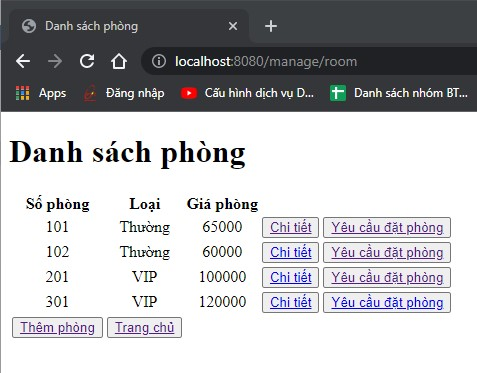 Danh sách phòng
localhost:8080/manage/room
Apps Đăng nhập Cấu hình dịch vụ D... Danh sách nhóm BT...
Danh sách phòng
Số phòng Loại Giá phòng
101 Thường 65000 Chi tiết Yêu cầu đặt phòng
102 Thường 60000 Chi tiết Yêu cầu đặt phòng
201 VIP 100000 Chi tiết Yêu cầu đặt phòng
301 VIP 120000 Chi tiết Yêu cầu đặt phòng
Thêm phòng Trang chủ